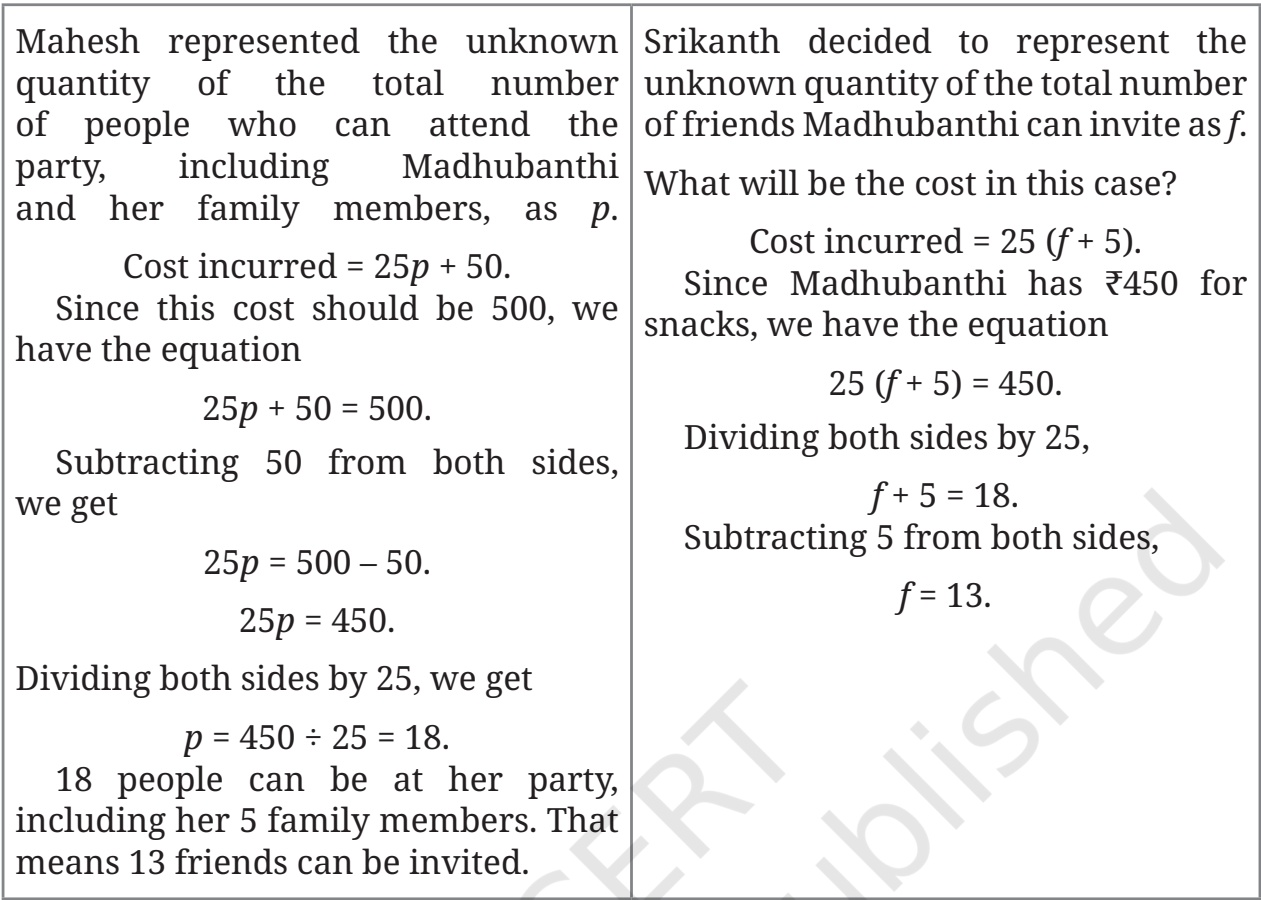 Mahesh represented the unknown
quantity of the total number
of people who can attend the
party, including Madhubanthi
and her family members, as p.
Cost incurred = 25p + 50.
Since this cost should be 500, we
have the equation
25p + 50 = 500.
Subtracting 50 from both sides,
we get
25p = 500 – 50.
25p = 450.
Dividing both sides by 25, we get
p = 450 ÷ 25 = 18.
18 people can be at her party,
including her 5 family members. That
means 13 friends can be invited.
Srikanth decided to represent the
unknown quantity of the total number
of friends Madhubanthi can invite as f.
What will be the cost in this case?
Cost incurred = 25 (f + 5).
Since Madhubanthi has ₹450 for
snacks, we have the equation
25 (f + 5) = 450.
Dividing both sides by 25,
f + 5 = 18.
Subtracting 5 from both sides,
f = 13.